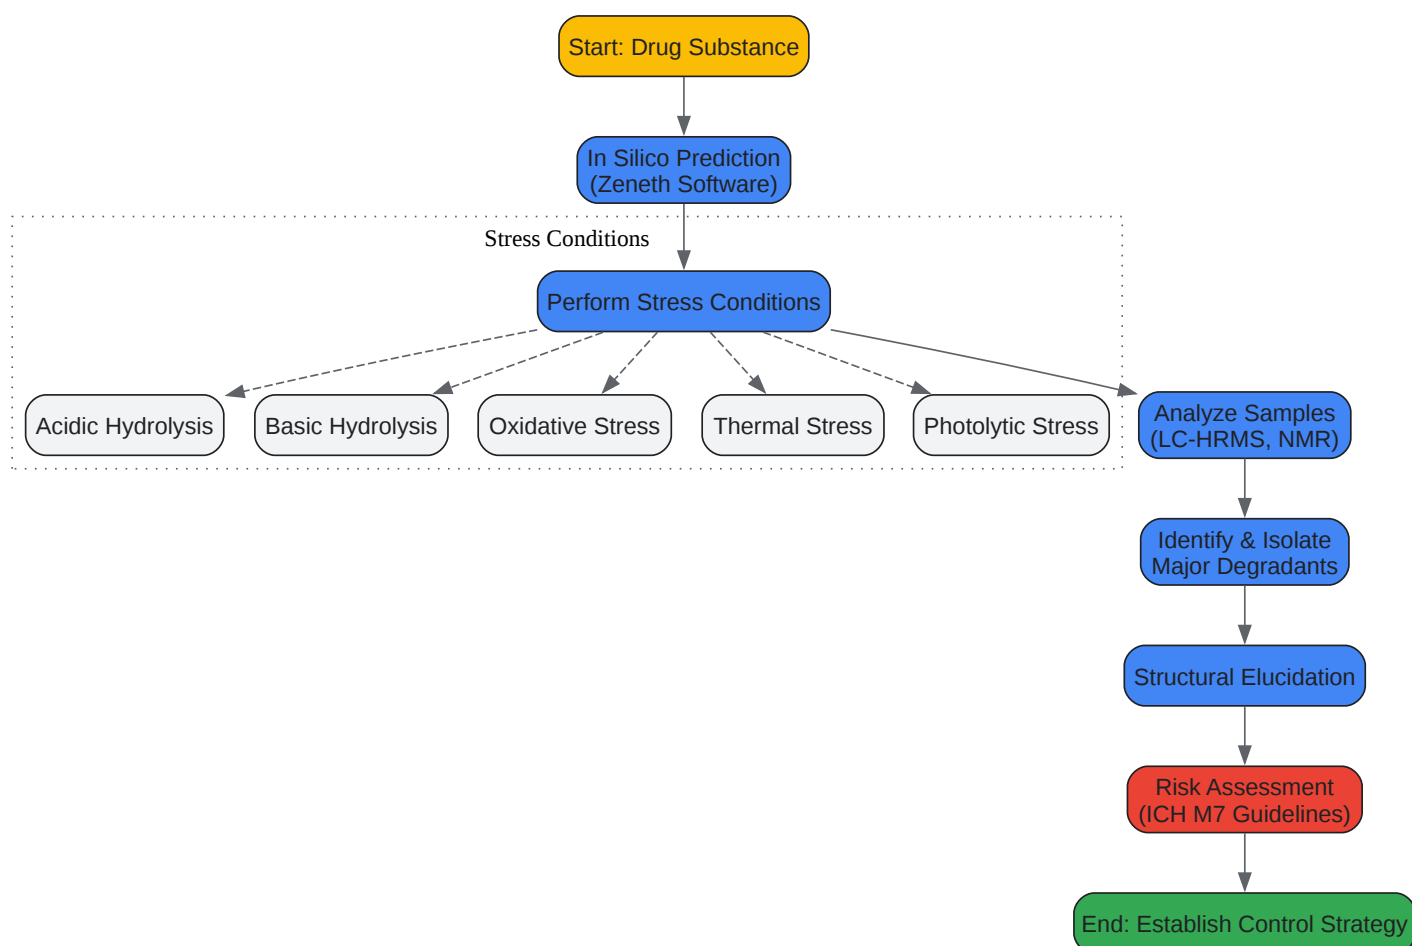 Start: Drug Substance
In Silico Prediction
(Zeneth Software)
Stress Conditions
Perform Stress Conditions
Acidic Hydrolysis
Basic Hydrolysis
Oxidative Stress
Thermal Stress
Photolytic Stress
Analyze Samples
(LC-HRMS, NMR)
Identify & Isolate
Major Degradants
Structural Elucidation
Risk Assessment
(ICH M7 Guidelines)
End: Establish Control Strategy